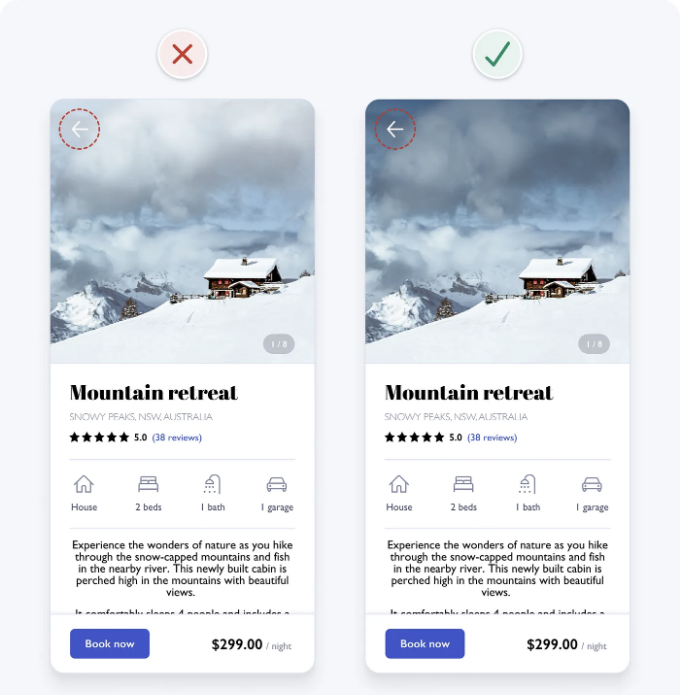 1 / 8
Mountain retreat
SNOWY PEAKS, NSW, AUSTRALIA
5.0 (38 reviews)
House 2 beds 1 bath 1 garage
Experience the wonders of nature as you hike
through the snow-capped mountains and fish
in the nearby river. This newly built cabin is
perched high in the mountains with beautiful
views.
It comfortably sleeps 4 people and includes a
Book now $299.00 / night
1 / 8
Mountain retreat
SNOWY PEAKS, NSW, AUSTRALIA
5.0 (38 reviews)
House 2 beds 1 bath 1 garage
Experience the wonders of nature as you hike
through the snow-capped mountains and fish
in the nearby river. This newly built cabin is
perched high in the mountains with beautiful
views.
It comfortably sleeps 4 people and includes a
Book now $299.00 / night